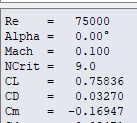 Re = 75000
Alpha = 0.00°
Mach = 0.100
NCrit = 9.0
CL = 0.75836
CD = 0.03270
Cm = -0.16947